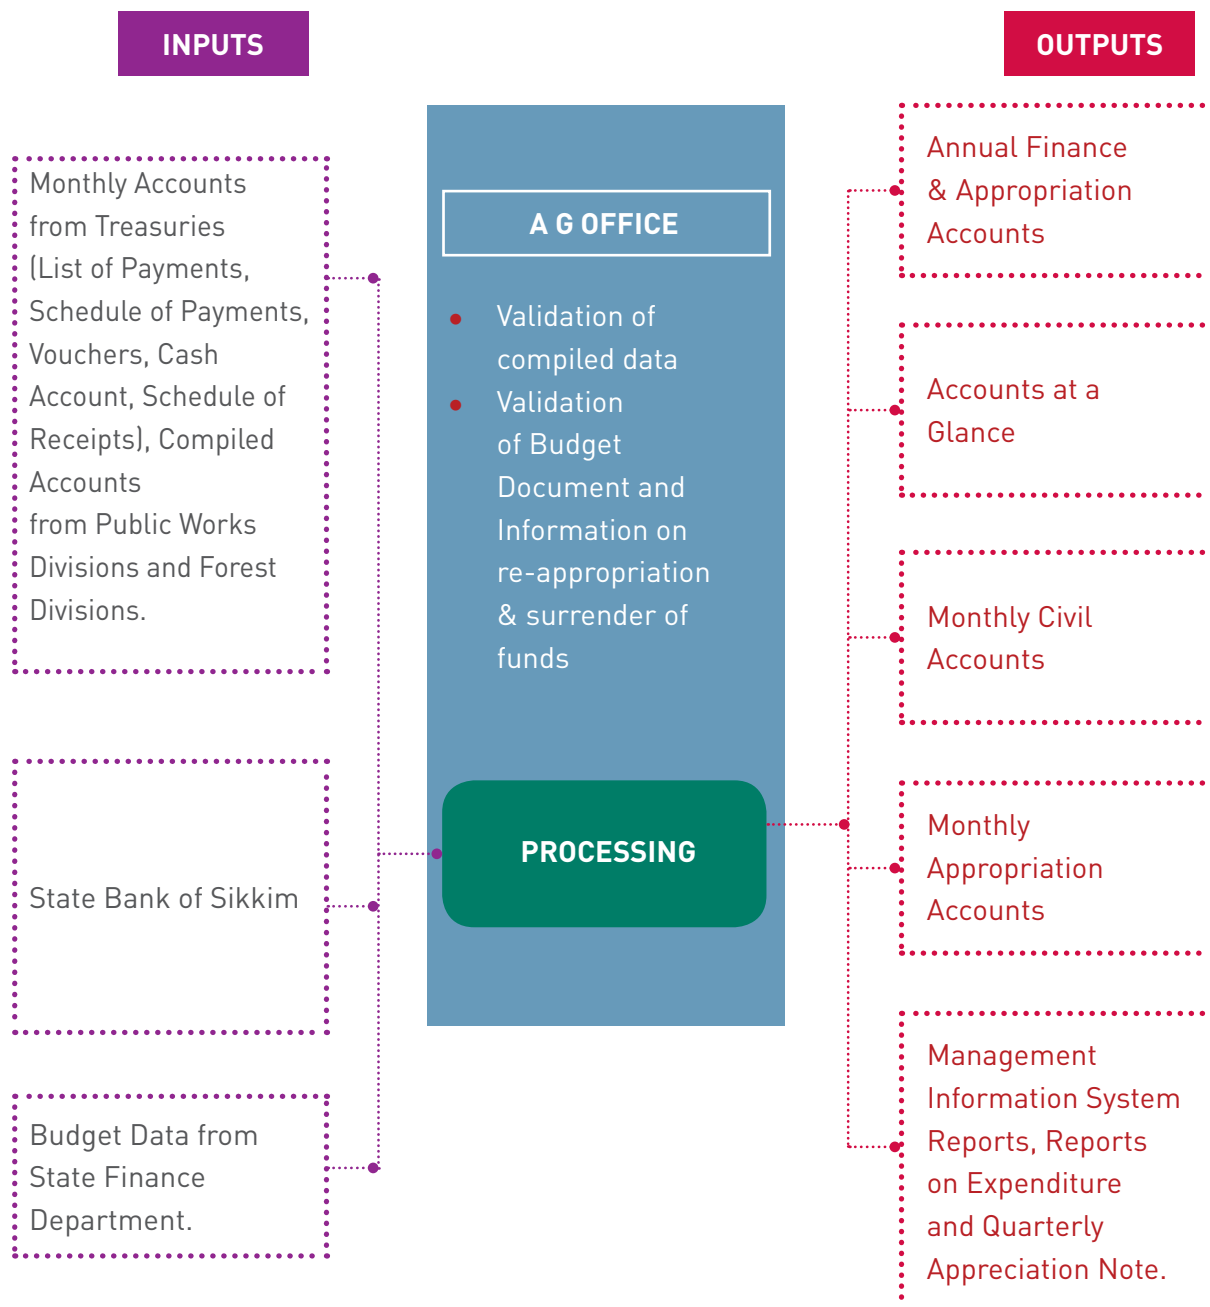 INPUTS
Monthly Accounts
from Treasuries
(List of Payments,
Schedule of Payments,
Vouchers, Cash
Account, Schedule of
Receipts), Compiled
Accounts
from Public Works
Divisions and Forest
Divisions.
State Bank of Sikkim
Budget Data from
State Finance
Department.
A G OFFICE
• Validation of
compiled data
• Validation
of Budget
Document and
Information on
re-appropriation
& surrender of
funds
PROCESSING
OUTPUTS
Annual Finance
& Appropriation
Accounts
Accounts at a
Glance
Monthly Civil
Accounts
Monthly
Appropriation
Accounts
Management
Information System
Reports, Reports
on Expenditure
and Quarterly
Appreciation Note.